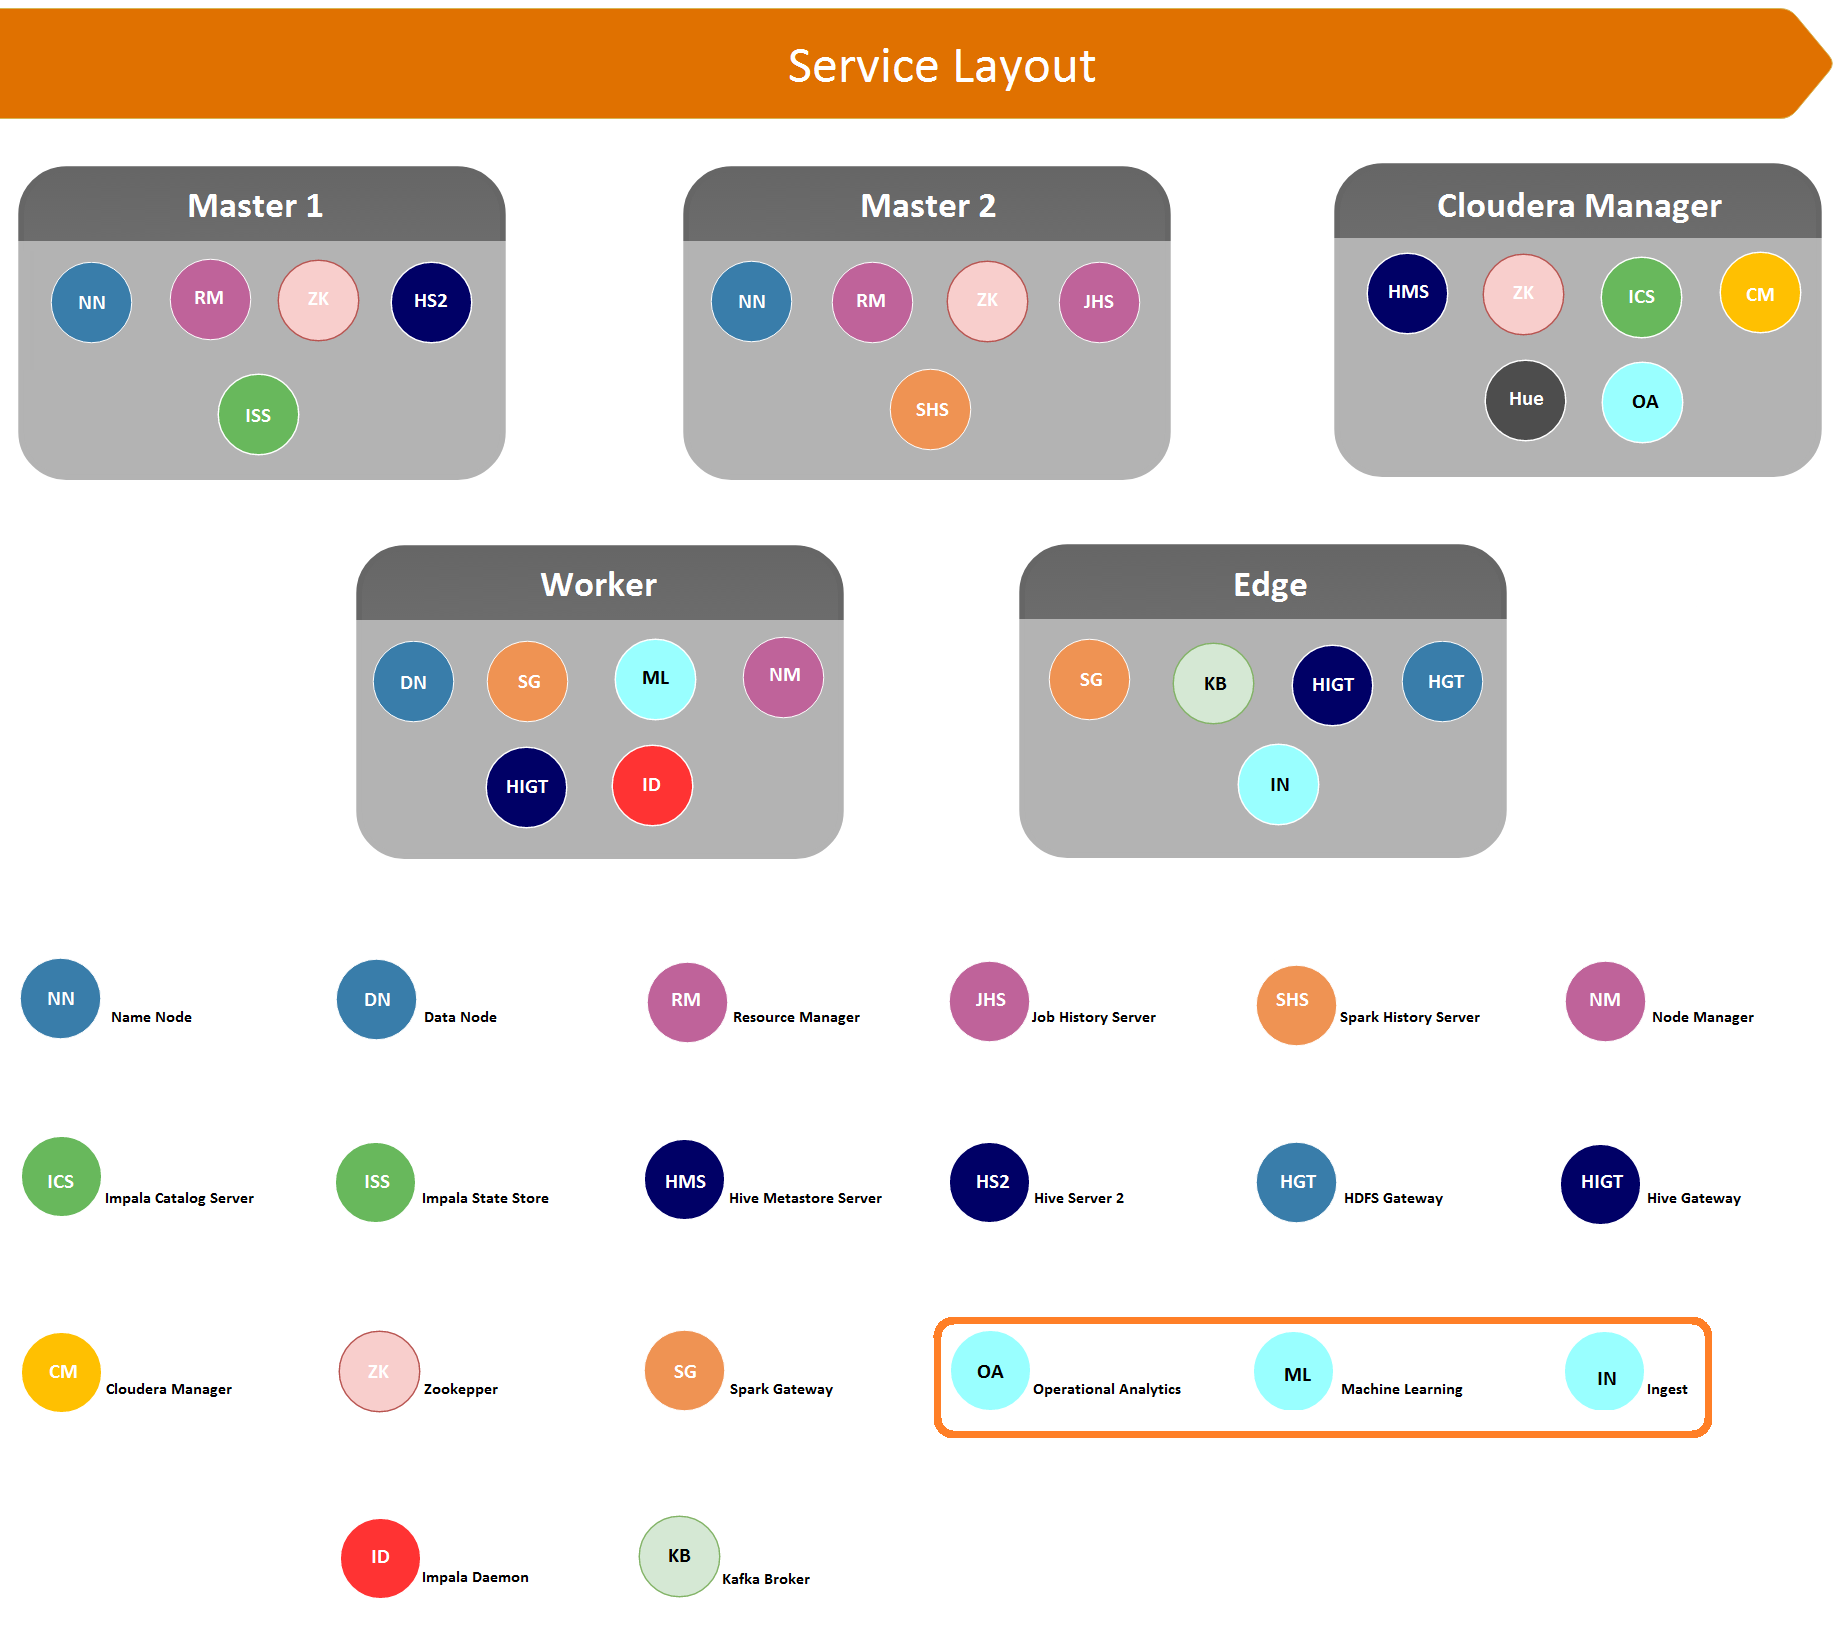 Service Layout
Master 1
Master 2
Cloudera Manager
NN
RM
ZK
HS2
ISS
NN
RM
ZK
JHS
SHS
HMS
ZK
ICS
CM
Hue
OA
Worker
Edge
DN
SG
ML
NM
HIGT
ID
SG
KB
HIGT
HGT
IN
NN Name Node
DN Data Node
RM Resource Manager
JHS Job History Server
SHS Spark History Server
NM Node Manager
ICS Impala Catalog Server
ISS Impala State Store
HMS Hive Metastore Server
HS2 Hive Server 2
HGT HDFS Gateway
HIGT Hive Gateway
CM Cloudera Manager
ZK Zookepper
SG Spark Gateway
OA Operational Analytics
ML Machine Learning
IN Ingest
ID Impala Daemon
KB Kafka Broker